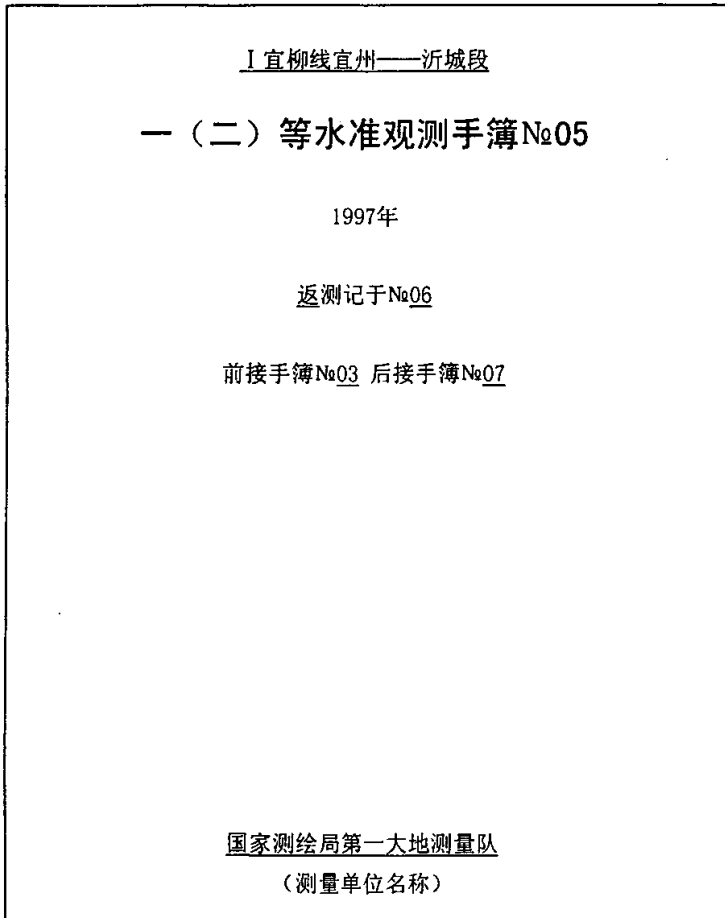 Ⅰ宜柳线宜州——沂城段
一（二）等水准观测手簿№05
1997年
返测记于№06
前接手簿№03 后接手簿№07
国家测绘局第一大地测量队
（测量单位名称）